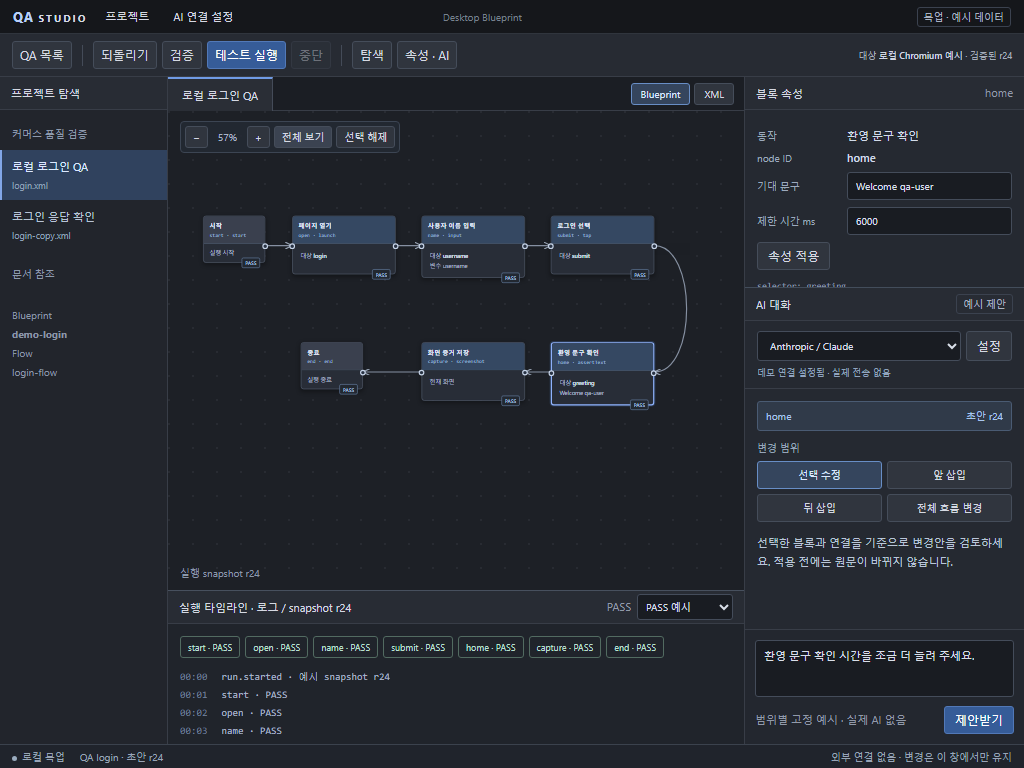 QA STUDIO 프로젝트 AI 연결 설정 Desktop Blueprint 목업 · 예시 데이터
QA 목록 되돌리기 검증 테스트 실행 중단 탐색 속성 · AI 대상 로컬 Chromium 예시 · 검증된 r24
프로젝트 탐색
커머스 품질 검증
로컬 로그인 QA
login.xml
로그인 응답 확인
login-copy.xml
문서 참조
Blueprint
demo-login
Flow
login-flow
로컬 로그인 QA Blueprint XML
− 57% + 전체 보기 선택 해제
시작
start · start
실행 시작
PASS
페이지 열기
open · launch
대상 login
PASS
사용자 이름 입력
name · input
대상 username
변수 username
PASS
로그인 선택
submit · tap
대상 submit
PASS
종료
end · end
실행 종료
PASS
화면 증거 저장
capture · screenshot
전체 화면
PASS
환영 문구 확인
home · assertText
대상 greeting
Welcome qa-user
PASS
실행 snapshot r24
실행 타임라인 · 로그 / snapshot r24 PASS PASS 예시
start · PASS open · PASS name · PASS submit · PASS home · PASS capture · PASS end · PASS
00:00 run.started · 예시 snapshot r24
00:01 start · PASS
00:02 open · PASS
00:03 name · PASS
블록 속성 home
동작 환영 문구 확인
node ID home
기대 문구 Welcome qa-user
제한 시간 ms 6000
속성 적용
selector: greeting
AI 대화 예시 제안
Anthropic / Claude 설정
데모 연결 설정됨 · 실제 전송 없음
home 초안 r24
변경 범위
선택 수정 앞 삽입
뒤 삽입 전체 흐름 변경
선택한 블록과 연결을 기준으로 변경안을 검토하세
요. 적용 전에는 원문이 바뀌지 않습니다.
환영 문구 확인 시간을 조금 더 늘려 주세요.
범위별 고정 예시 · 실제 AI 없음 제안받기
● 로컬 목업 QA login · 초안 r24 외부 연결 없음 · 변경은 이 창에서만 유지